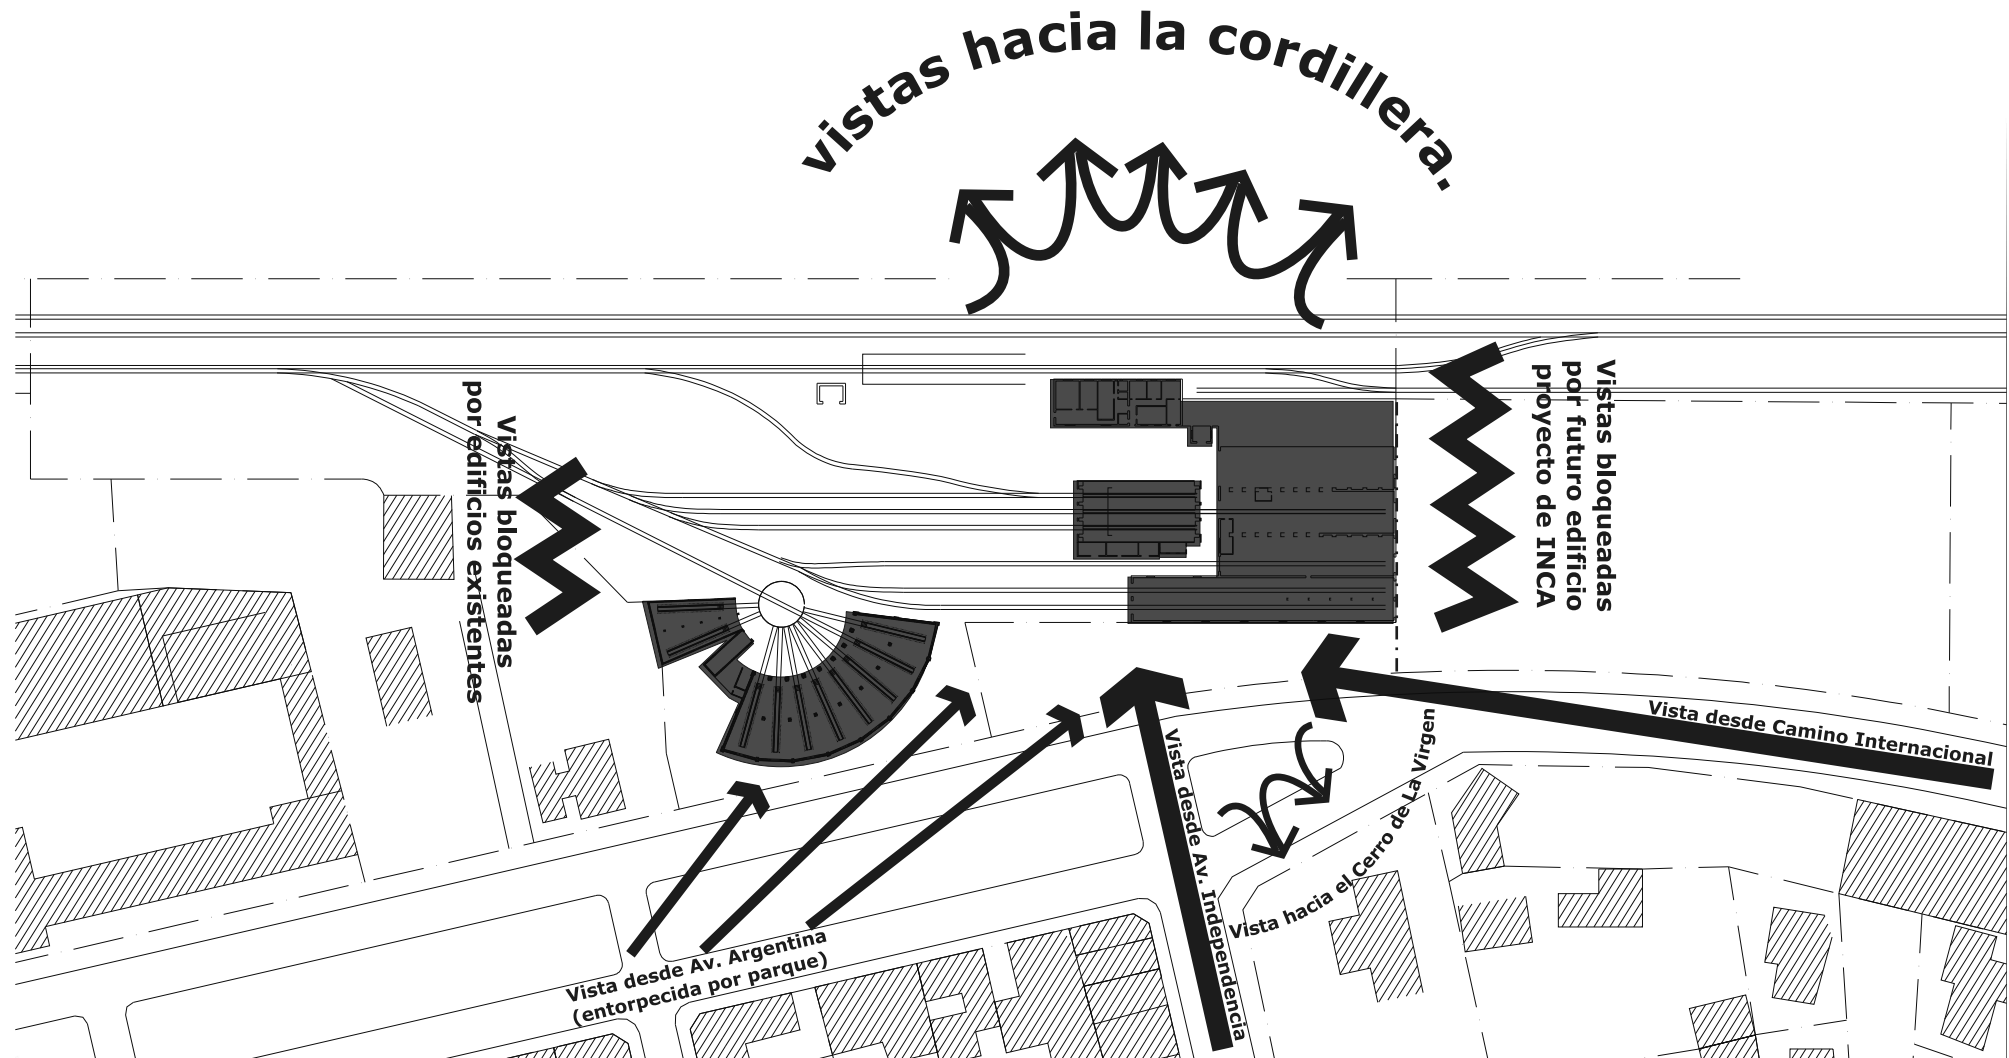 vistas hacia la cordillera.
Vistas bloqueadas
por edificios existentes
Vistas bloqueadas
por futuro edificio
proyecto de INCA
Vista desde Camino Internacional
Vista desde Av. Independencia
Vista hacia el Cerro de La Virgen
Vista desde Av. Argentina
(entorpecida por parque)